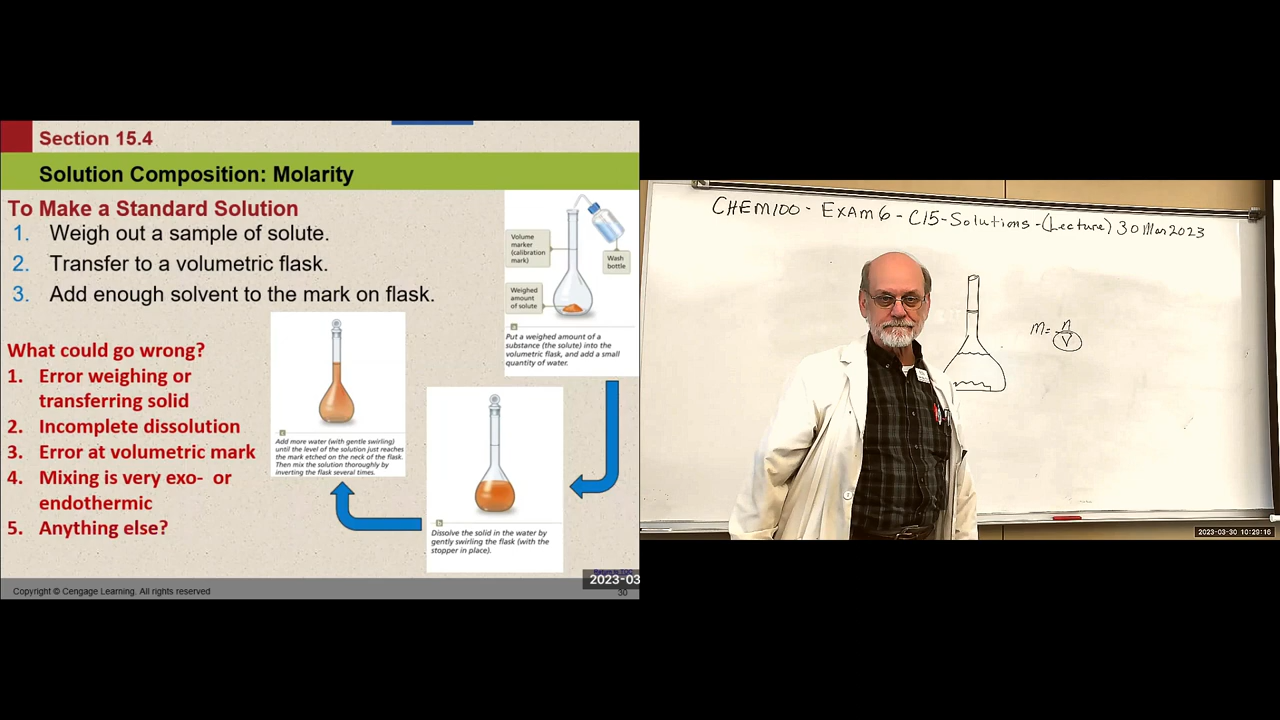 Section 15.4
Solution Composition: Molarity
To Make a Standard Solution
1. Weigh out a sample of solute.
2. Transfer to a volumetric flask.
3. Add enough solvent to the mark on flask.
What could go wrong?
1. Error weighing or
transferring solid
2. Incomplete dissolution
3. Error at volumetric mark
4. Mixing is very exo- or
endothermic
5. Anything else?
Volume
marker
(calibration
mark)
Wash
bottle
Weighed
amount
of solute
a
Put a weighed amount of a
substance (the solute) into the
volumetric flask, and add a small
quantity of water.
c
Add more water (with gentle swirling)
until the level of the solution just reaches
the mark etched on the neck of the flask.
Then mix the solution thoroughly by
inverting the flask several times.
b
Dissolve the solid in the water by
gently swirling the flask (with the
stopper in place).
2023-03
Copyright © Cengage Learning. All rights reserved
30
CHEM100 - EXAM 6 - C15 - Solutions - (Lecture) 30 Mar 2023
M = n
V
2023-03-30 10:29:16